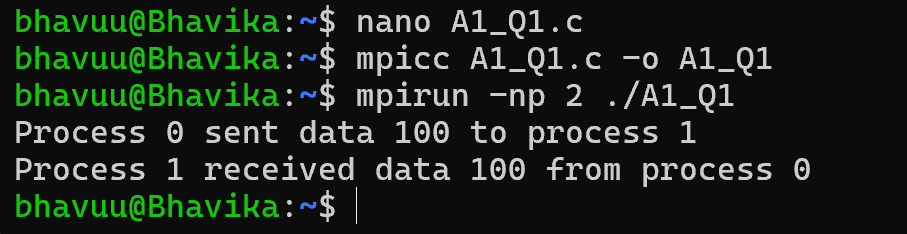 bhavuu@Bhavika:~$ nano A1_Q1.c
bhavuu@Bhavika:~$ mpicc A1_Q1.c -o A1_Q1
bhavuu@Bhavika:~$ mpirun -np 2 ./A1_Q1
Process 0 sent data 100 to process 1
Process 1 received data 100 from process 0
bhavuu@Bhavika:~$